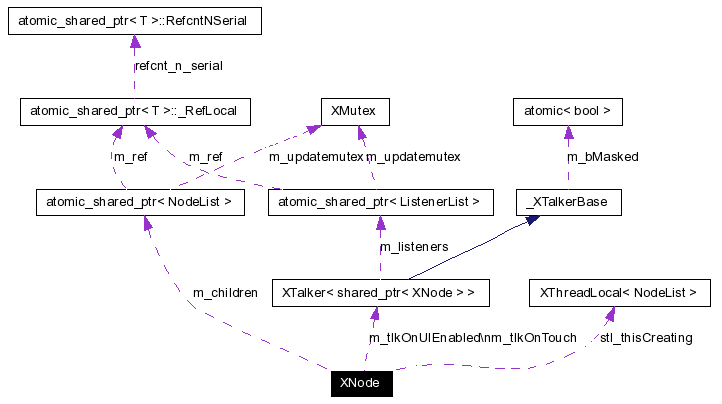 atomic_shared_ptr< T >::RefcntNSerial
refcnt_n_serial
atomic_shared_ptr< T >::_RefLocal
XMutex
atomic< bool >
m_ref
m_ref
m_updatemutex
m_updatemutex
m_bMasked
atomic_shared_ptr< NodeList >
atomic_shared_ptr< ListenerList >
_XTalkerBase
m_listeners
m_children
XTalker< shared_ptr< XNode > >
XThreadLocal< NodeList >
m_tlkOnUIEnabled\nm_tlkOnTouch
stl_thisCreating
XNode